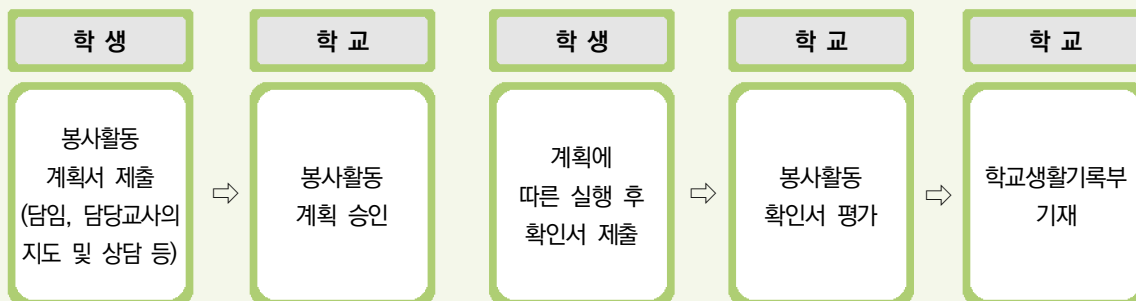 학 생
학 교
학 생
학 교
학 교
봉사활동
계획서 제출
(담임, 담당교사의
지도 및 상담 등)
⇨
봉사활동
계획 승인
계획에
따른 실행 후
확인서 제출
⇨
봉사활동
확인서 평가
⇨
학교생활기록부
기재